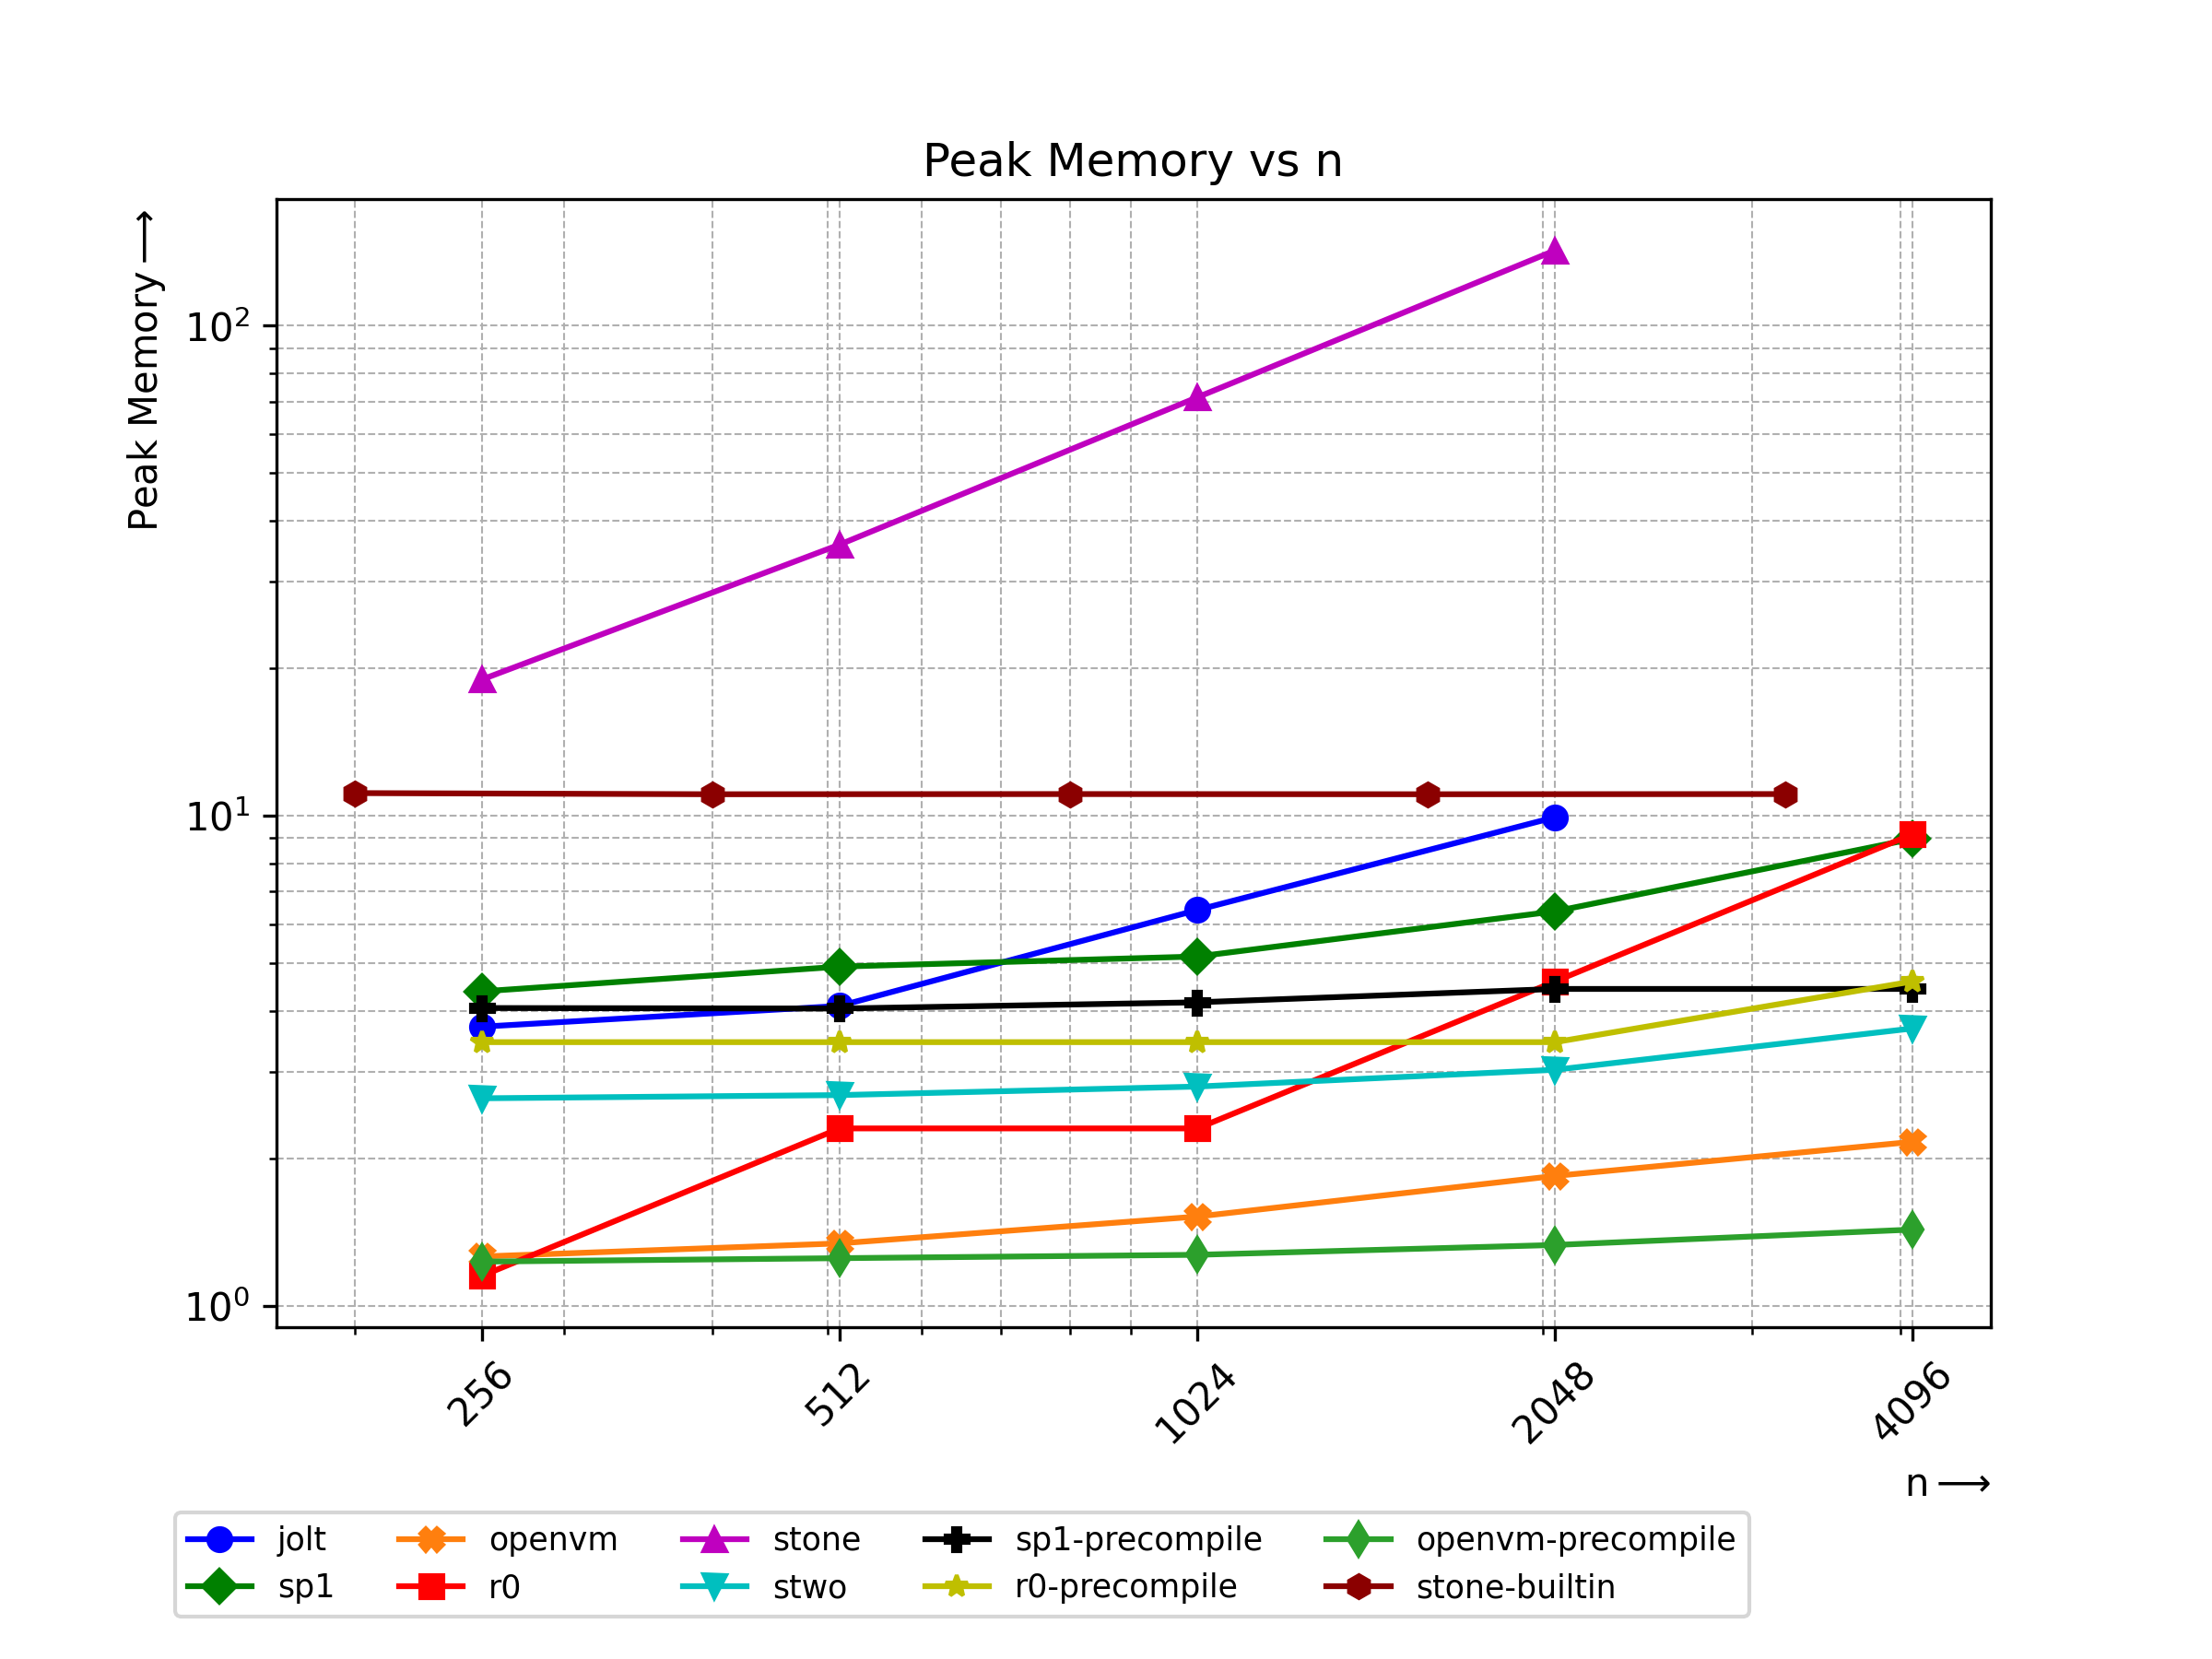 Peak Memory vs n
Peak Memory ⟶
10²
10¹
10⁰
256
512
1024
2048
4096
n ⟶
jolt
openvm
stone
sp1-precompile
openvm-precompile
sp1
r0
stwo
r0-precompile
stone-builtin